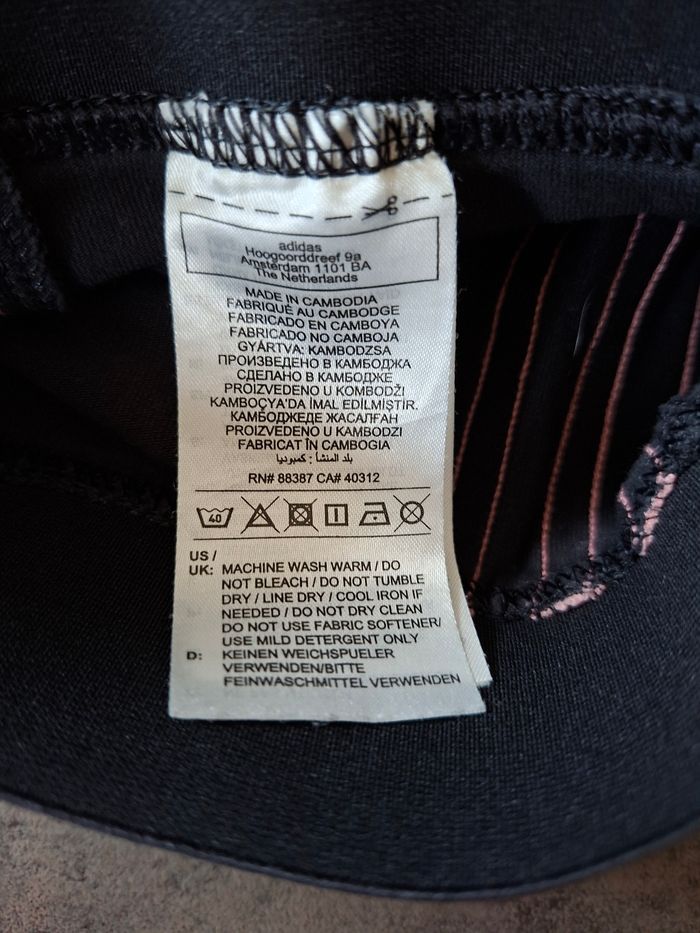 adidas
Hoogoorddreef 9a
Amsterdam 1101 BA
The Netherlands
MADE IN CAMBODIA
FABRIQUÉ AU CAMBODGE
FABRICADO EN CAMBOYA
FABRICADO NO CAMBOJA
GYÁRTVA: KAMBODZSA
ПРОИЗВЕДЕНО В КАМБОДЖА
СДЕЛАНО В КАМБОДЖЕ
PROIZVEDENO U KOMBODŽI
KAMBOÇYA'DA İMAL EDİLMİŞTİR.
КАМБОДЖЕДЕ ЖАСАЛҒАН
PROIZVEDENO U KAMBODZI
FABRICAT ÎN CAMBOGIA
بلد المنشأ : كمبوديا
RN# 88387 CA# 40312
40
US /
UK: MACHINE WASH WARM / DO
NOT BLEACH / DO NOT TUMBLE
DRY / LINE DRY / COOL IRON IF
NEEDED / DO NOT DRY CLEAN
DO NOT USE FABRIC SOFTENER/
USE MILD DETERGENT ONLY
D: KEINEN WEICHSPUELER
VERWENDEN/BITTE
FEINWASCHMITTEL VERWENDEN